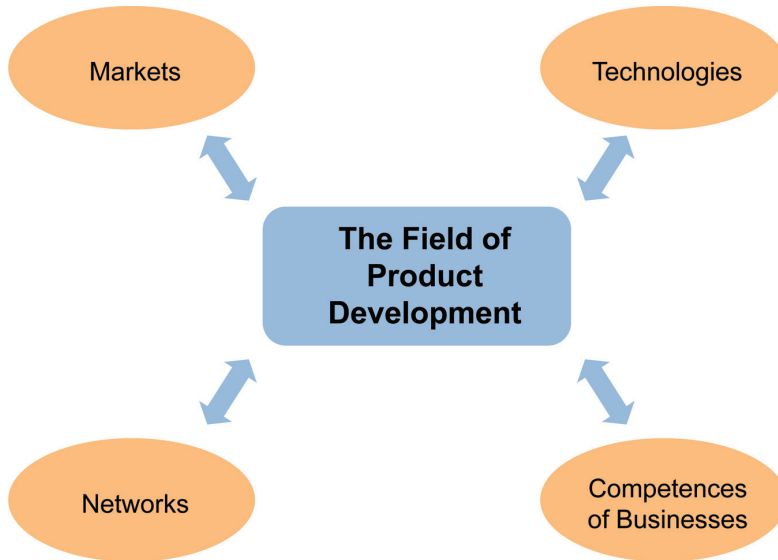 Markets
Technologies
The Field of
Product
Development
Networks
Competences
of Businesses